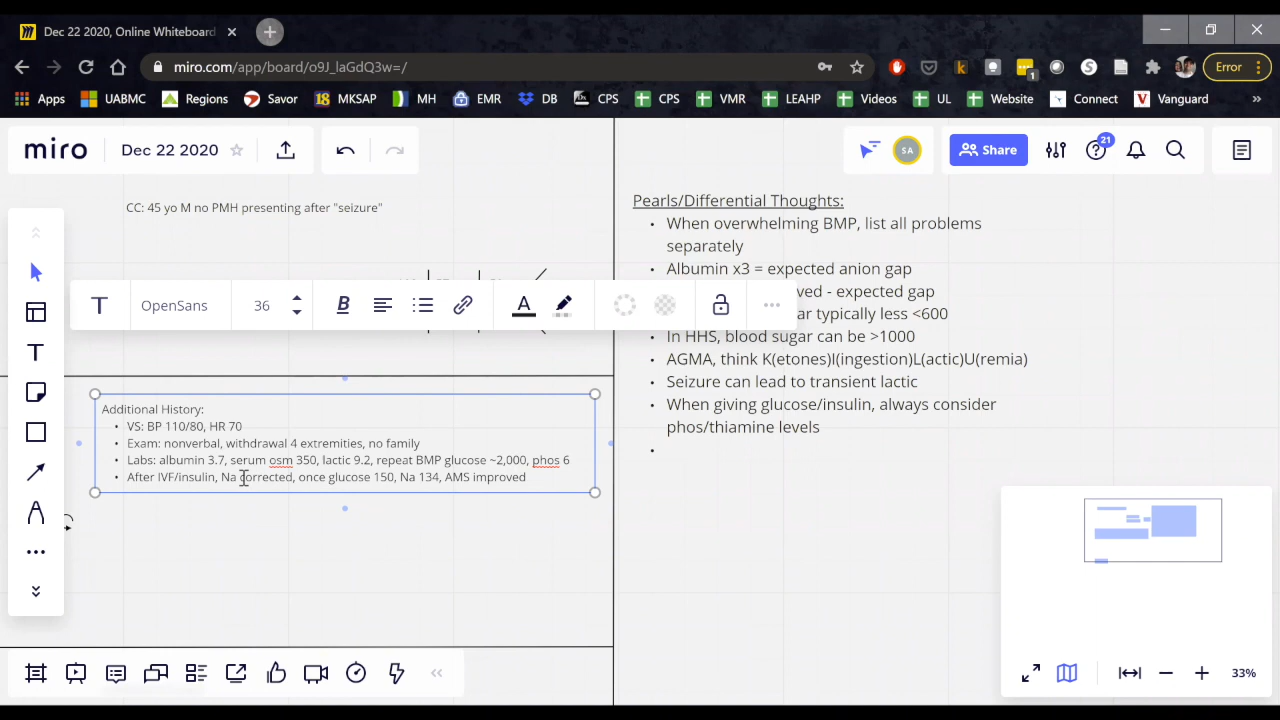 Dec 22 2020, Online Whiteboard
miro.com/app/board/o9J_laGdQ3w=/
Error
Apps
UABMC
Regions
Savor
18 MKSAP
MH
EMR
DB
CPS
CPS
VMR
LEAHP
Videos
UL
Website
Connect
Vanguard
»
miro
Dec 22 2020
SA
Share
21
CC: 45 yo M no PMH presenting after "seizure"
Pearls/Differential Thoughts:
• When overwhelming BMP, list all problems
separately
• Albumin x3 = expected anion gap
ved - expected gap
ar typically less <600
• In HHS, blood sugar can be >1000
• AGMA, think K(etones)I(ingestion)L(actic)U(remia)
• Seizure can lead to transient lactic
• When giving glucose/insulin, always consider
phos/thiamine levels
•
T
OpenSans
36
B
A
Additional History:
• VS: BP 110/80, HR 70
• Exam: nonverbal, withdrawal 4 extremities, no family
• Labs: albumin 3.7, serum osm 350, lactic 9.2, repeat BMP glucose ~2,000, phos 6
• After IVF/insulin, Na corrected, once glucose 150, Na 134, AMS improved
33%